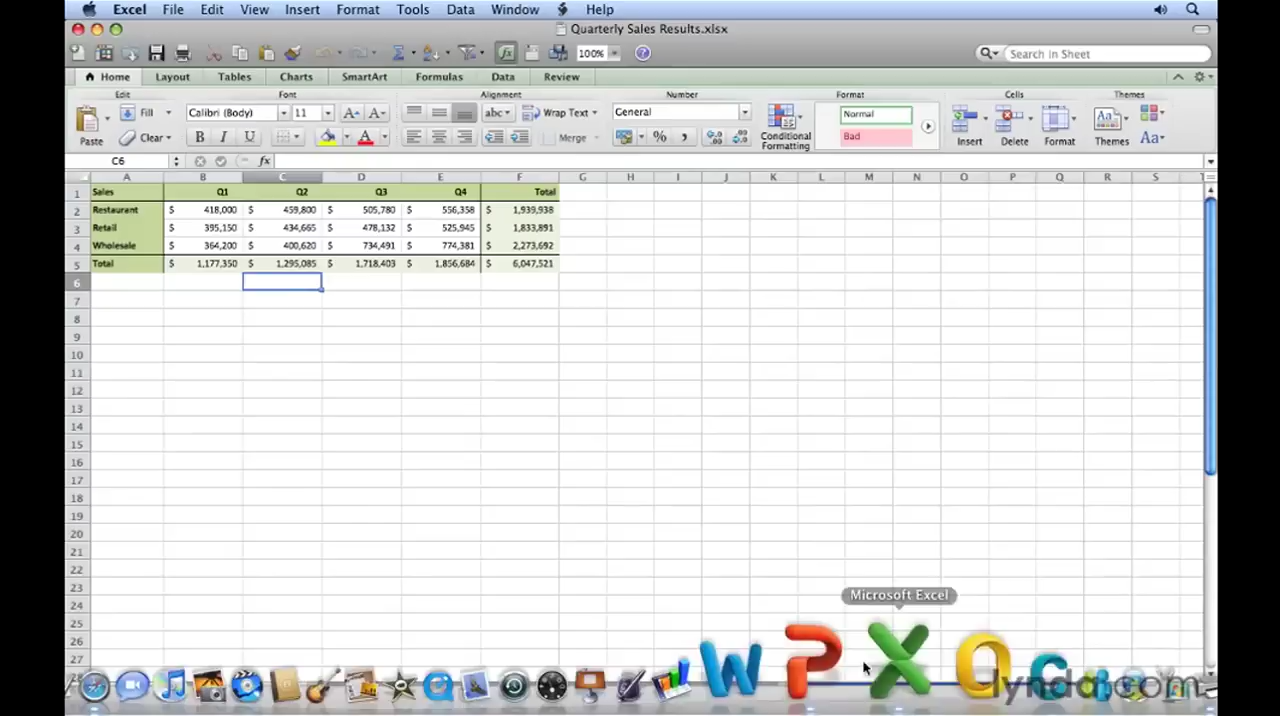 Excel File Edit View Insert Format Tools Data Window Help
Quarterly Sales Results.xlsx
100% Search In Sheet
Home Layout Tables Charts SmartArt Formulas Data Review
Edit Font Alignment Number Format Cells Themes
Fill Calibri (Body) 11 abc Wrap Text General Normal
Paste Clear B I U Merge % Conditional Formatting Bad Insert Delete Format Themes Aa
C6 fx
A B C D E F G H I J K L M N O P Q R S
1 Sales Q1 Q2 Q3 Q4 Total
2 Restaurant $ 418,000 $ 459,800 $ 505,780 $ 556,358 $ 1,939,938
3 Retail $ 395,150 $ 434,665 $ 478,132 $ 525,945 $ 1,833,891
4 Wholesale $ 364,200 $ 400,620 $ 734,491 $ 774,381 $ 2,273,692
5 Total $ 1,177,350 $ 1,295,085 $ 1,718,403 $ 1,856,684 $ 6,047,521
6
7
8
9
10
11
12
13
14
15
16
17
18
19
20
21
22
23
24
25
26
27
Microsoft Excel
lynda.com